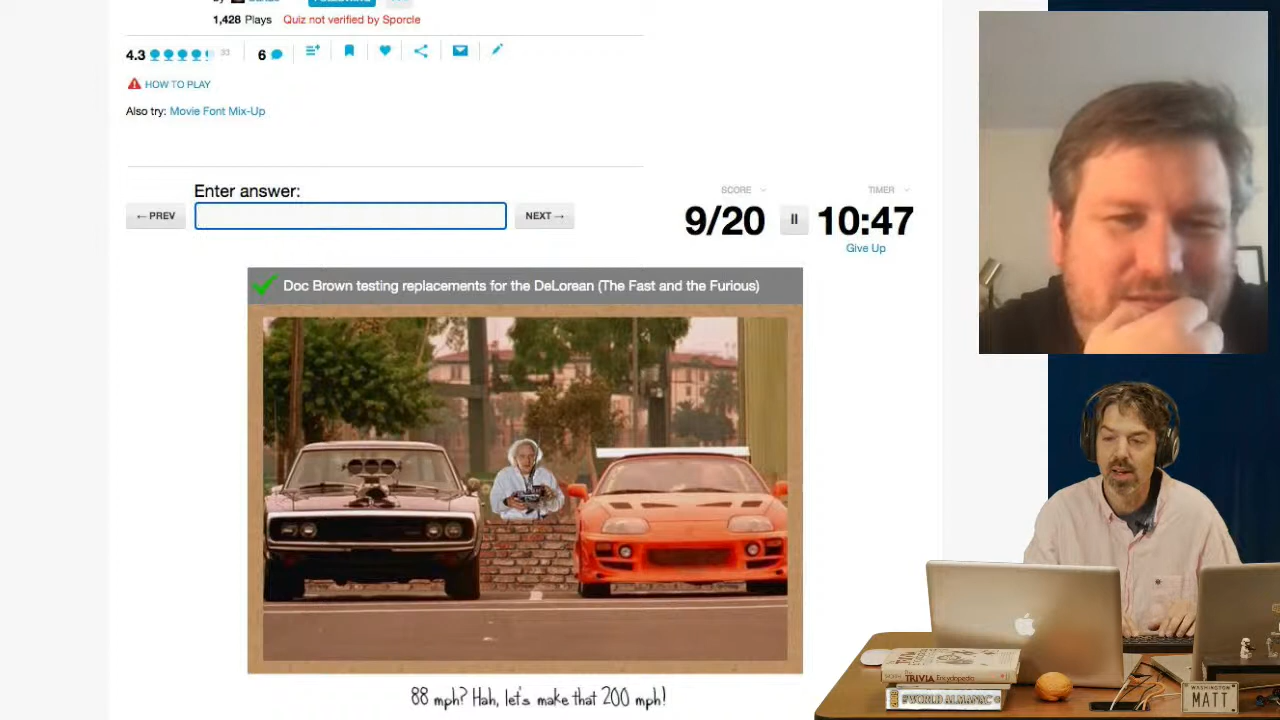 1,428 Plays Quiz not verified by Sporcle
4.3 33 6
HOW TO PLAY
Also try: Movie Font Mix-Up
Enter answer:
← PREV NEXT →
SCORE TIMER
9/20 10:47
Give Up
Doc Brown testing replacements for the DeLorean (The Fast and the Furious)
88 mph? Hah, let's make that 200 mph!
TRIVIA Encyclopedia
WORLD ALMANAC
WASHINGTON
MATT